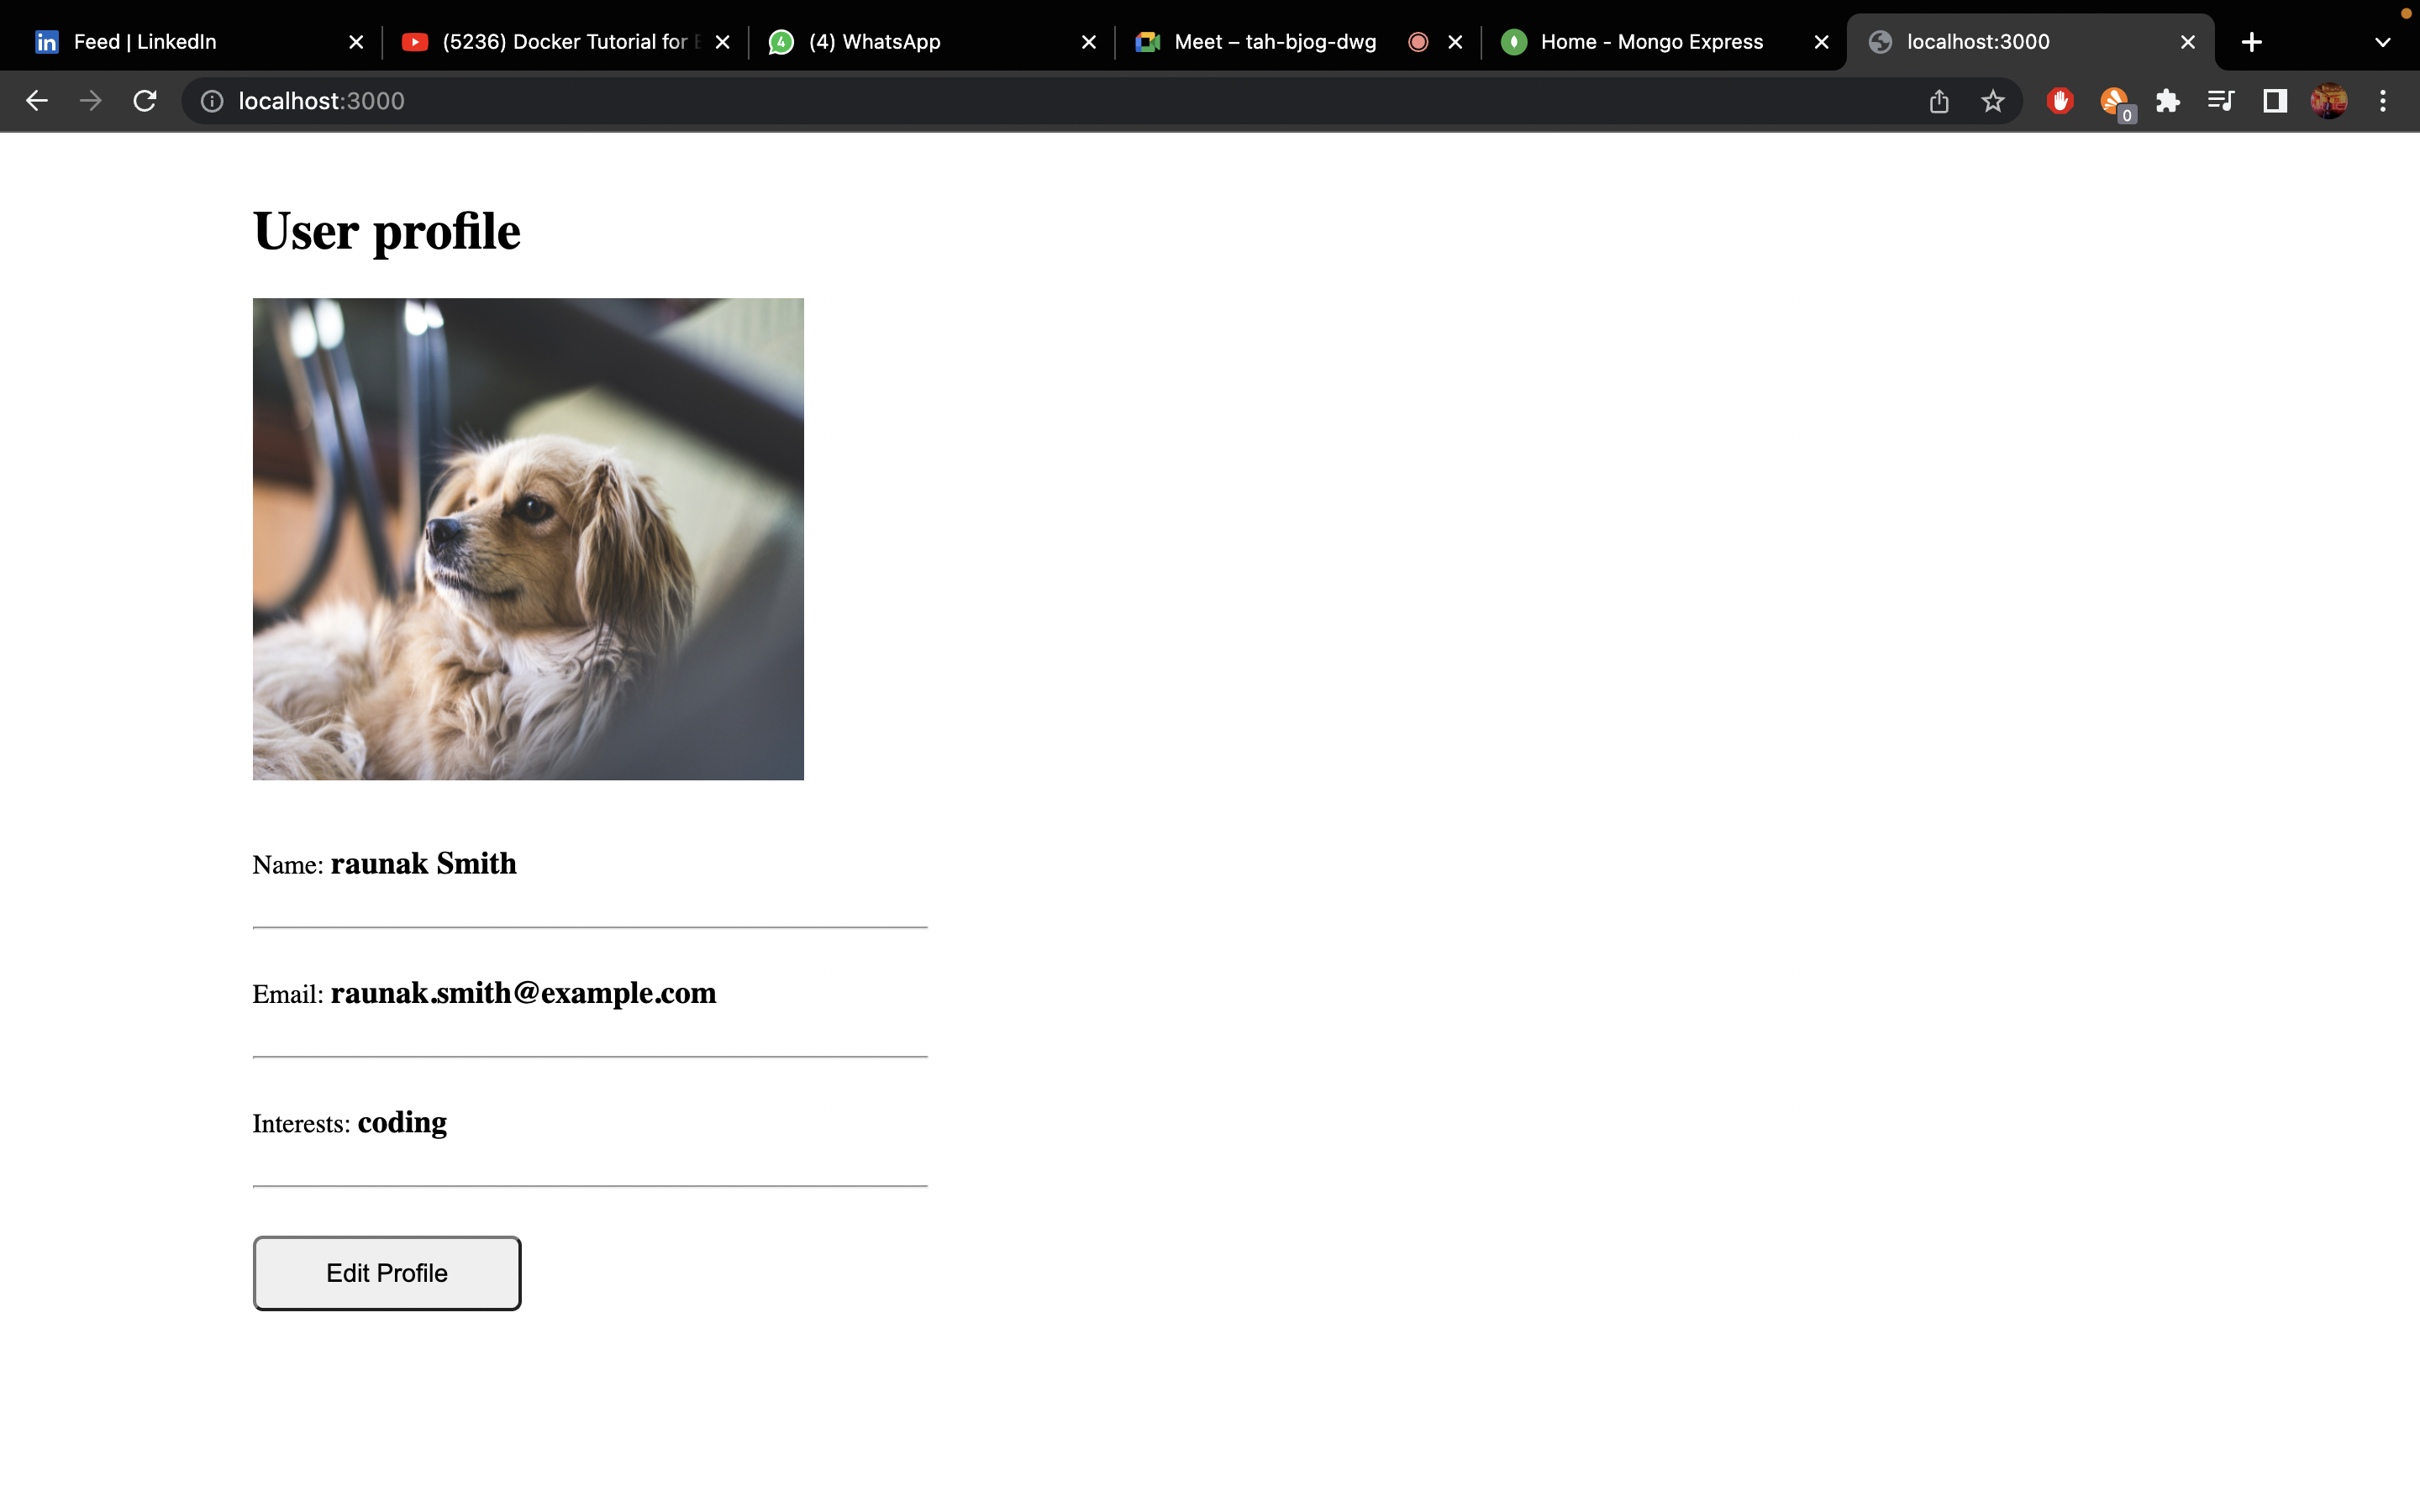 Feed | LinkedIn
(5236) Docker Tutorial for
4
(4) WhatsApp
Meet – tah-bjog-dwg
Home - Mongo Express
localhost:3000
localhost:3000
0
User profile
Name: raunak Smith
Email: raunak.smith@example.com
Interests: coding
Edit Profile